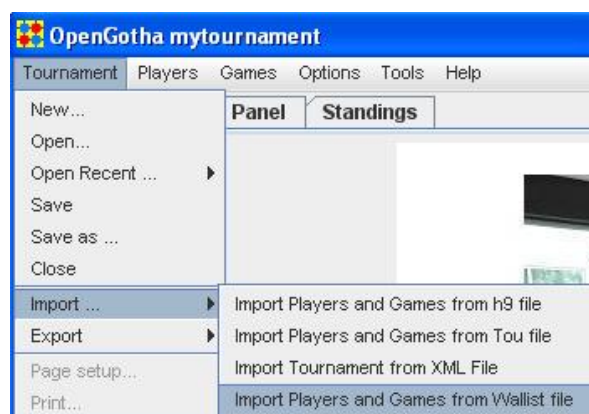 OpenGotha mytournament
Tournament Players Games Options Tools Help
New...
Panel Standings
Open...
Open Recent ...
Save
Save as ...
Close
Import ...
Import Players and Games from h9 file
Export
Import Players and Games from Tou file
Page setup...
Import Tournament from XML File
Print...
Import Players and Games from Wallist file